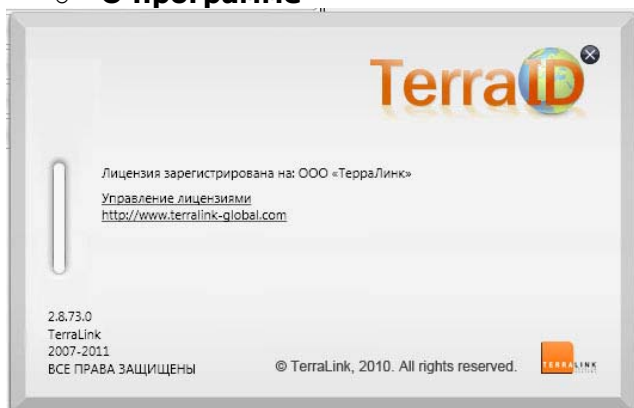 О программе
TerraID
Лицензия зарегистрирована на: ООО «ТерраЛинк»
Управление лицензиями
http://www.terralink-global.com
2.8.73.0
TerraLink
2007-2011
ВСЕ ПРАВА ЗАЩИЩЕНЫ
© TerraLink, 2010. All rights reserved.
TERRALINK